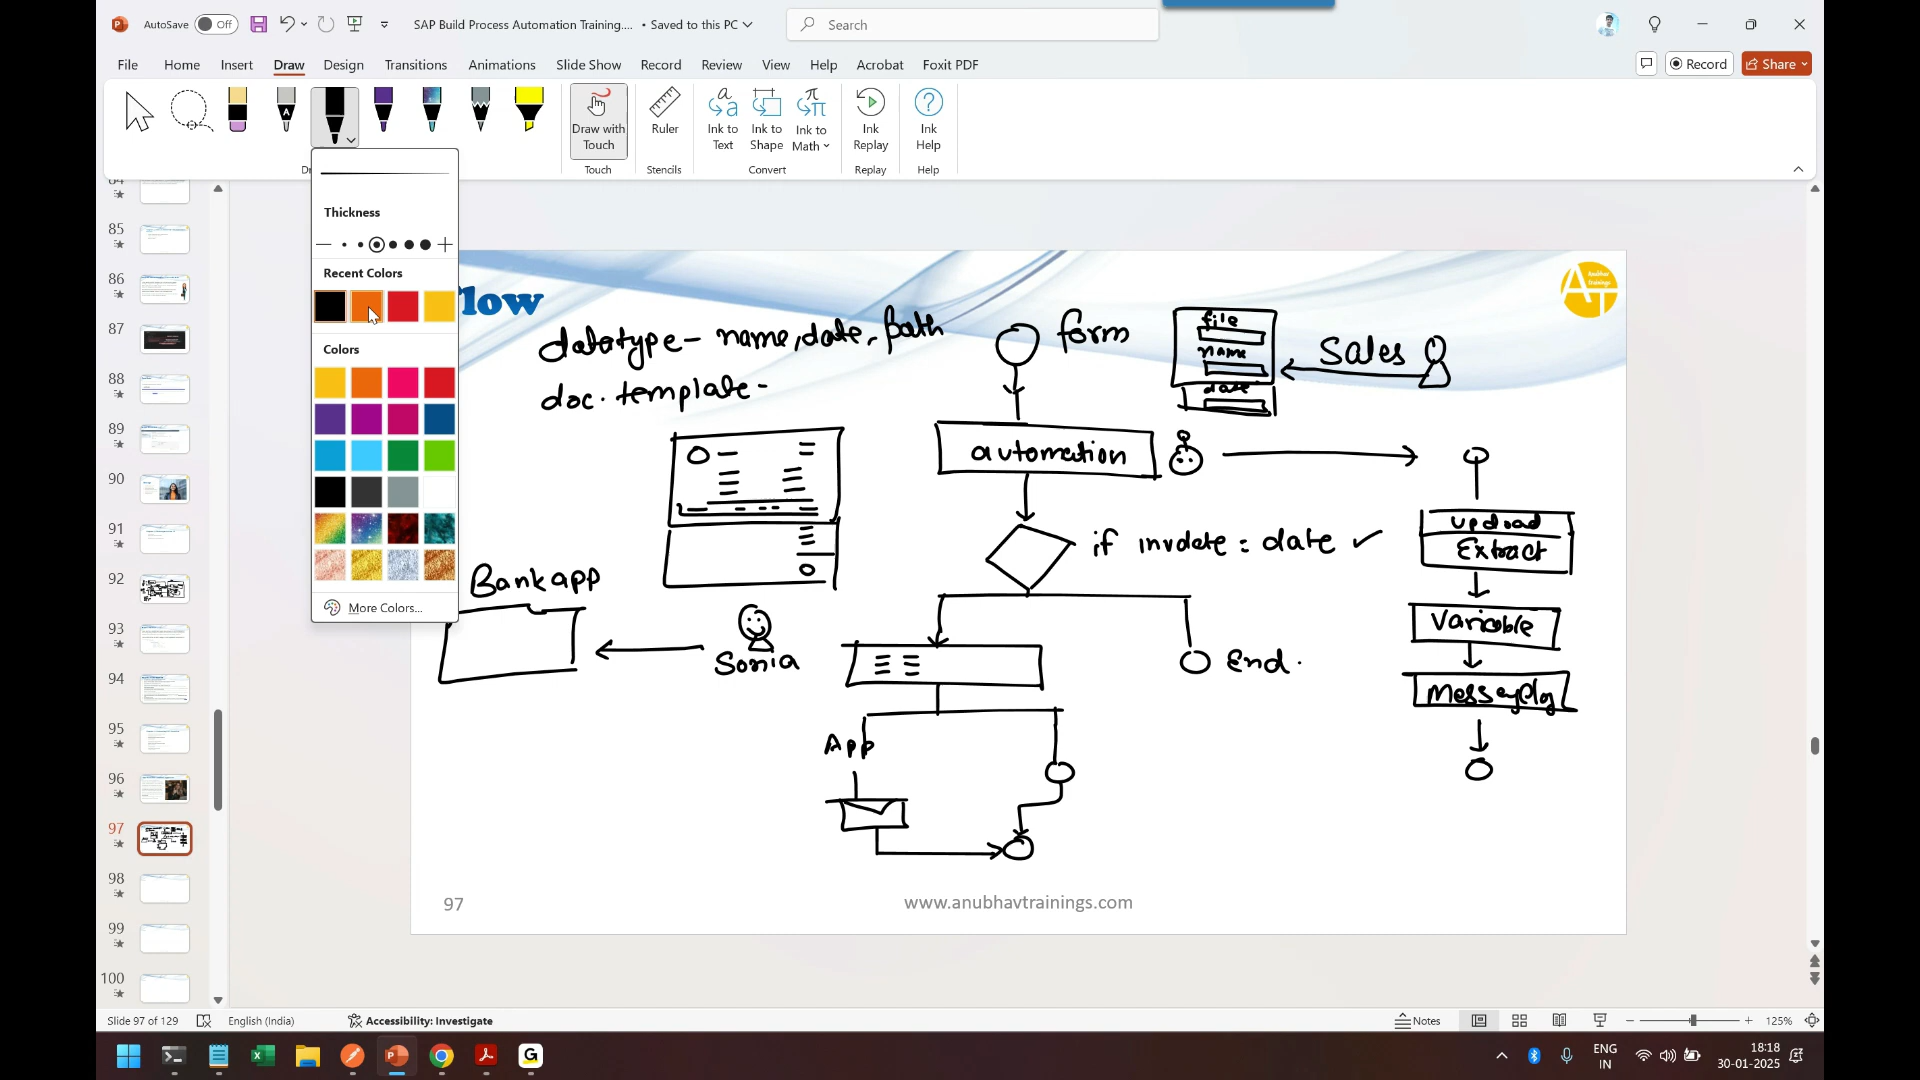 AutoSave Off SAP Build Process Automation Training.... • Saved to this PC Search
File Home Insert Draw Design Transitions Animations Slide Show Record Review View Help Acrobat Foxit PDF Record Share
Draw with Touch Ruler Ink to Text Ink to Shape Ink to Math Ink Replay Ink Help
Touch Stencils Convert Replay Help
Thickness
Recent Colors
Colors
More Colors...
84
85
86
87
88
89
90
91
92
93
94
95
96
97
98
99
100
low
Anubhav trainings
AT
datatype - name, date, path
doc. template -
form
file
name
date
Sales
automation
if invdate = date ✓
upload
Extract
Variable
End.
Bankapp
Sonia
App
97
www.anubhavtrainings.com
Slide 97 of 129 English (India) Accessibility: Investigate Notes 125%
ENG IN
18:18
30-01-2025